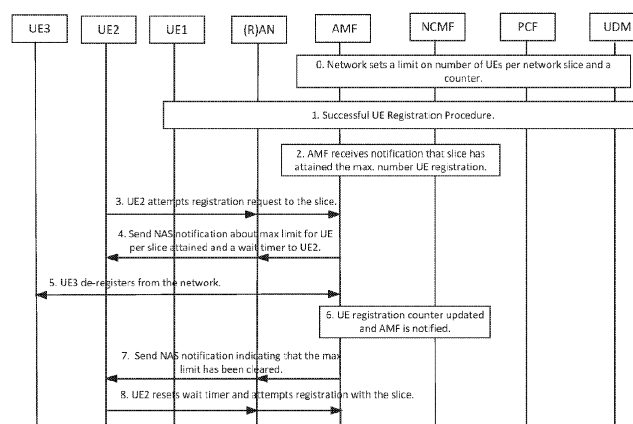 UE3 UE2 UE1 (R)AN AMF NCMF PCF UDM
0. Network sets a limit on number of UEs per network slice and a
counter.
1. Successful UE Registration Procedure.
2. AMF receives notification that slice has
attained the max. number UE registration.
3. UE2 attempts registration request to the slice.
4. Send NAS notification about max limit for UE
per slice attained and a wait timer to UE2.
5. UE3 de-registers from the network.
6. UE registration counter updated
and AMF is notified.
7. Send NAS notification indicating that the max
limit has been cleared.
8. UE2 resets wait timer and attempts registration with the slice.